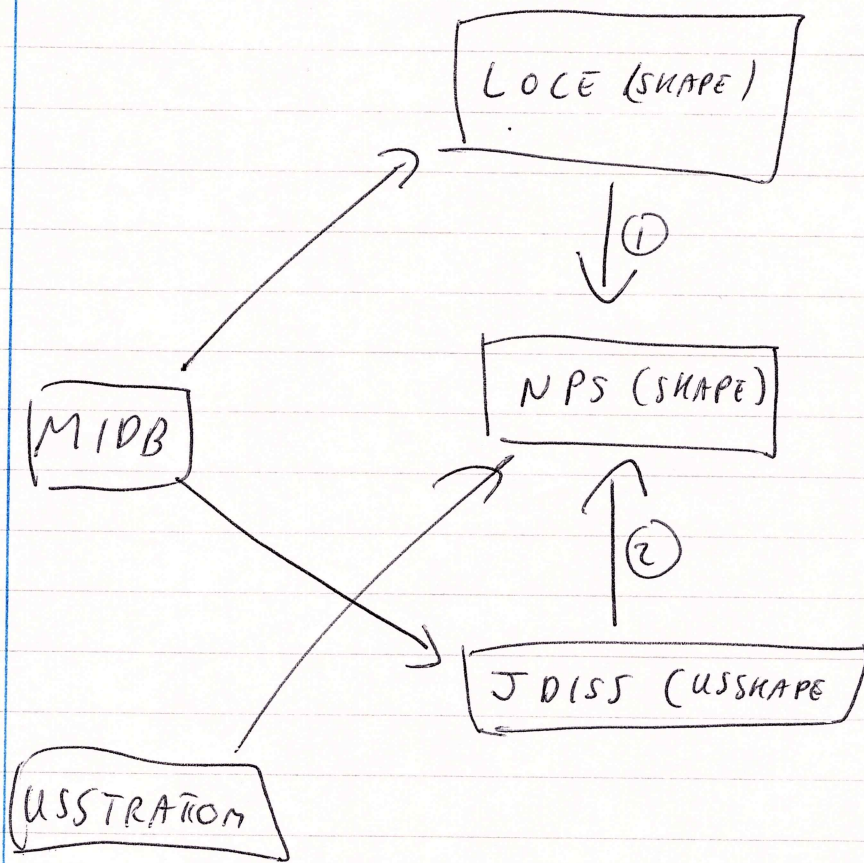 LOCE (SHAPE)
①
NPS (SHAPE)
MIDB
②
JDISS (USSHAPE
USSTRATCOM